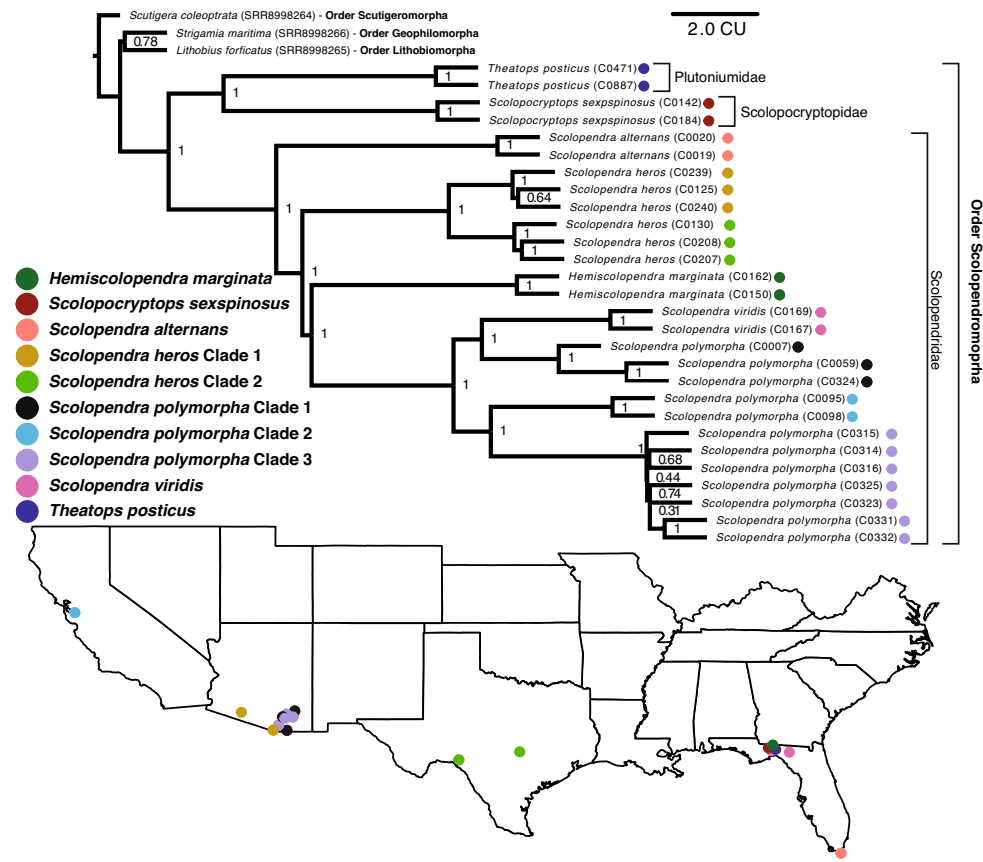 Scutigera coleoptrata (SRR8998264) - Order Scutigeromorpha
Strigamia maritima (SRR8998266) - Order Geophilomorpha
0.78
Lithobius forficatus (SRR8998265) - Order Lithobiomorpha
2.0 CU
Theatops posticus (C0471)
1
Theatops posticus (C0887)
Plutoniumidae
1
Scolopocryptops sexspinosus (C0142)
1
Scolopocryptops sexspinosus (C0184)
Scolopocryptopidae
1
Scolopendra alternans (C0020)
1
Scolopendra alternans (C0019)
Scolopendra heros (C0239)
1
Scolopendra heros (C0125)
0.64
Scolopendra heros (C0240)
1
1
Scolopendra heros (C0130)
1
Scolopendra heros (C0208)
1
Scolopendra heros (C0207)
1
Hemiscolopendra marginata (C0162)
1
Hemiscolopendra marginata (C0150)
Scolopendra viridis (C0169)
1
Scolopendra viridis (C0167)
1
1
Scolopendra polymorpha (C0007)
1
Scolopendra polymorpha (C0059)
1
Scolopendra polymorpha (C0324)
1
Scolopendra polymorpha (C0095)
1
Scolopendra polymorpha (C0098)
1
Scolopendra polymorpha (C0315)
1
Scolopendra polymorpha (C0314)
0.68
Scolopendra polymorpha (C0316)
0.44
Scolopendra polymorpha (C0325)
0.74
Scolopendra polymorpha (C0323)
0.31
Scolopendra polymorpha (C0331)
1
Scolopendra polymorpha (C0332)
Scolopendridae
Order Scolopendromoprha
Hemiscolopendra marginata
Scolopocryptops sexspinosus
Scolopendra alternans
Scolopendra heros Clade 1
Scolopendra heros Clade 2
Scolopendra polymorpha Clade 1
Scolopendra polymorpha Clade 2
Scolopendra polymorpha Clade 3
Scolopendra viridis
Theatops posticus